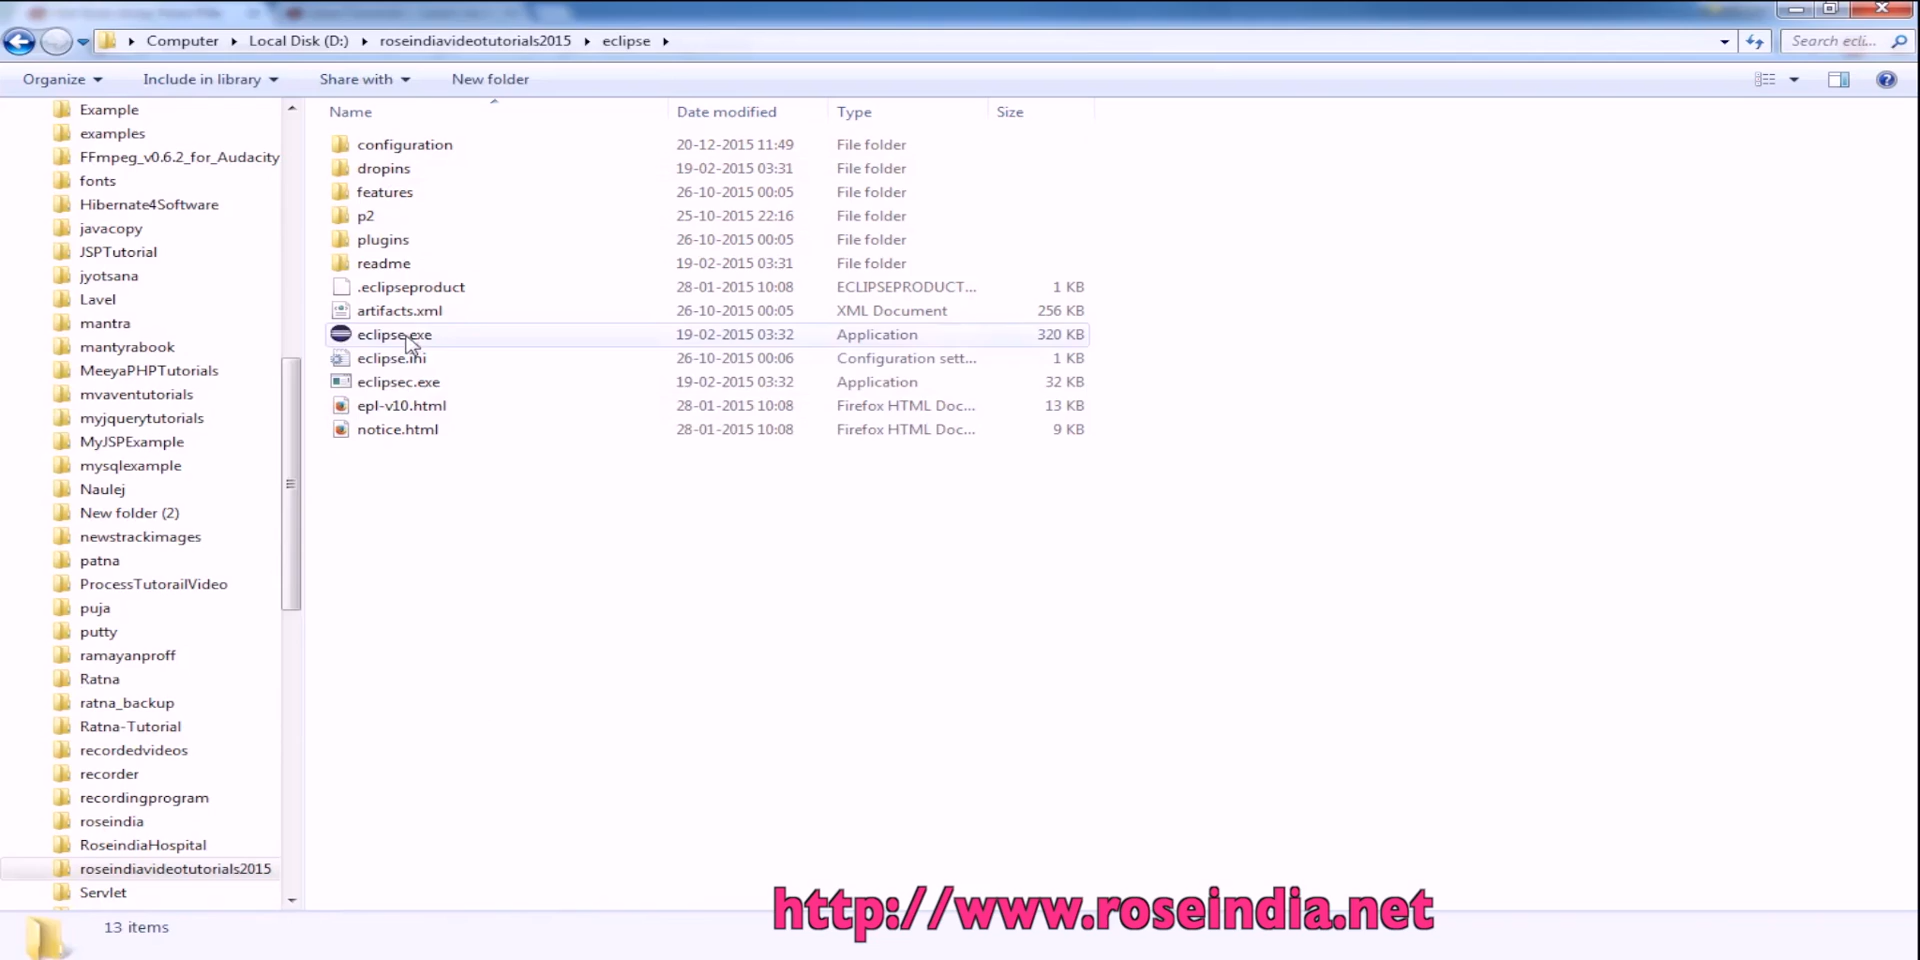 Computer Local Disk (D:) roseindiavideotutorials2015 eclipse Search ecli...
Organize Include in library Share with New folder
Name Date modified Type Size
Example
examples
FFmpeg_v0.6.2_for_Audacity
fonts
Hibernate4Software
javacopy
JSPTutorial
jyotsana
Lavel
mantra
mantyrabook
MeeyaPHPTutorials
mvaventutorials
myjquerytutorials
MyJSPExample
mysqlexample
Naulej
New folder (2)
newstrackimages
patna
ProcessTutorailVideo
puja
putty
ramayanproff
Ratna
ratna_backup
Ratna-Tutorial
recordedvideos
recorder
recordingprogram
roseindia
RoseindiaHospital
roseindiavideotutorials2015
Servlet
configuration 20-12-2015 11:49 File folder
dropins 19-02-2015 03:31 File folder
features 26-10-2015 00:05 File folder
p2 25-10-2015 22:16 File folder
plugins 26-10-2015 00:05 File folder
readme 19-02-2015 03:31 File folder
.eclipseproduct 28-01-2015 10:08 ECLIPSEPRODUCT... 1 KB
artifacts.xml 26-10-2015 00:05 XML Document 256 KB
eclipse.exe 19-02-2015 03:32 Application 320 KB
eclipse.ini 26-10-2015 00:06 Configuration sett... 1 KB
eclipsec.exe 19-02-2015 03:32 Application 32 KB
epl-v10.html 28-01-2015 10:08 Firefox HTML Doc... 13 KB
notice.html 28-01-2015 10:08 Firefox HTML Doc... 9 KB
13 items
http://www.roseindia.net